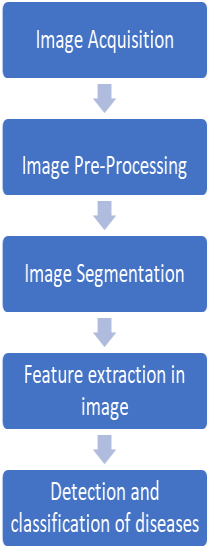 Image Acquisition
Image Pre-Processing
Image Segmentation
Feature extraction in
image
Detection and
classification of diseases